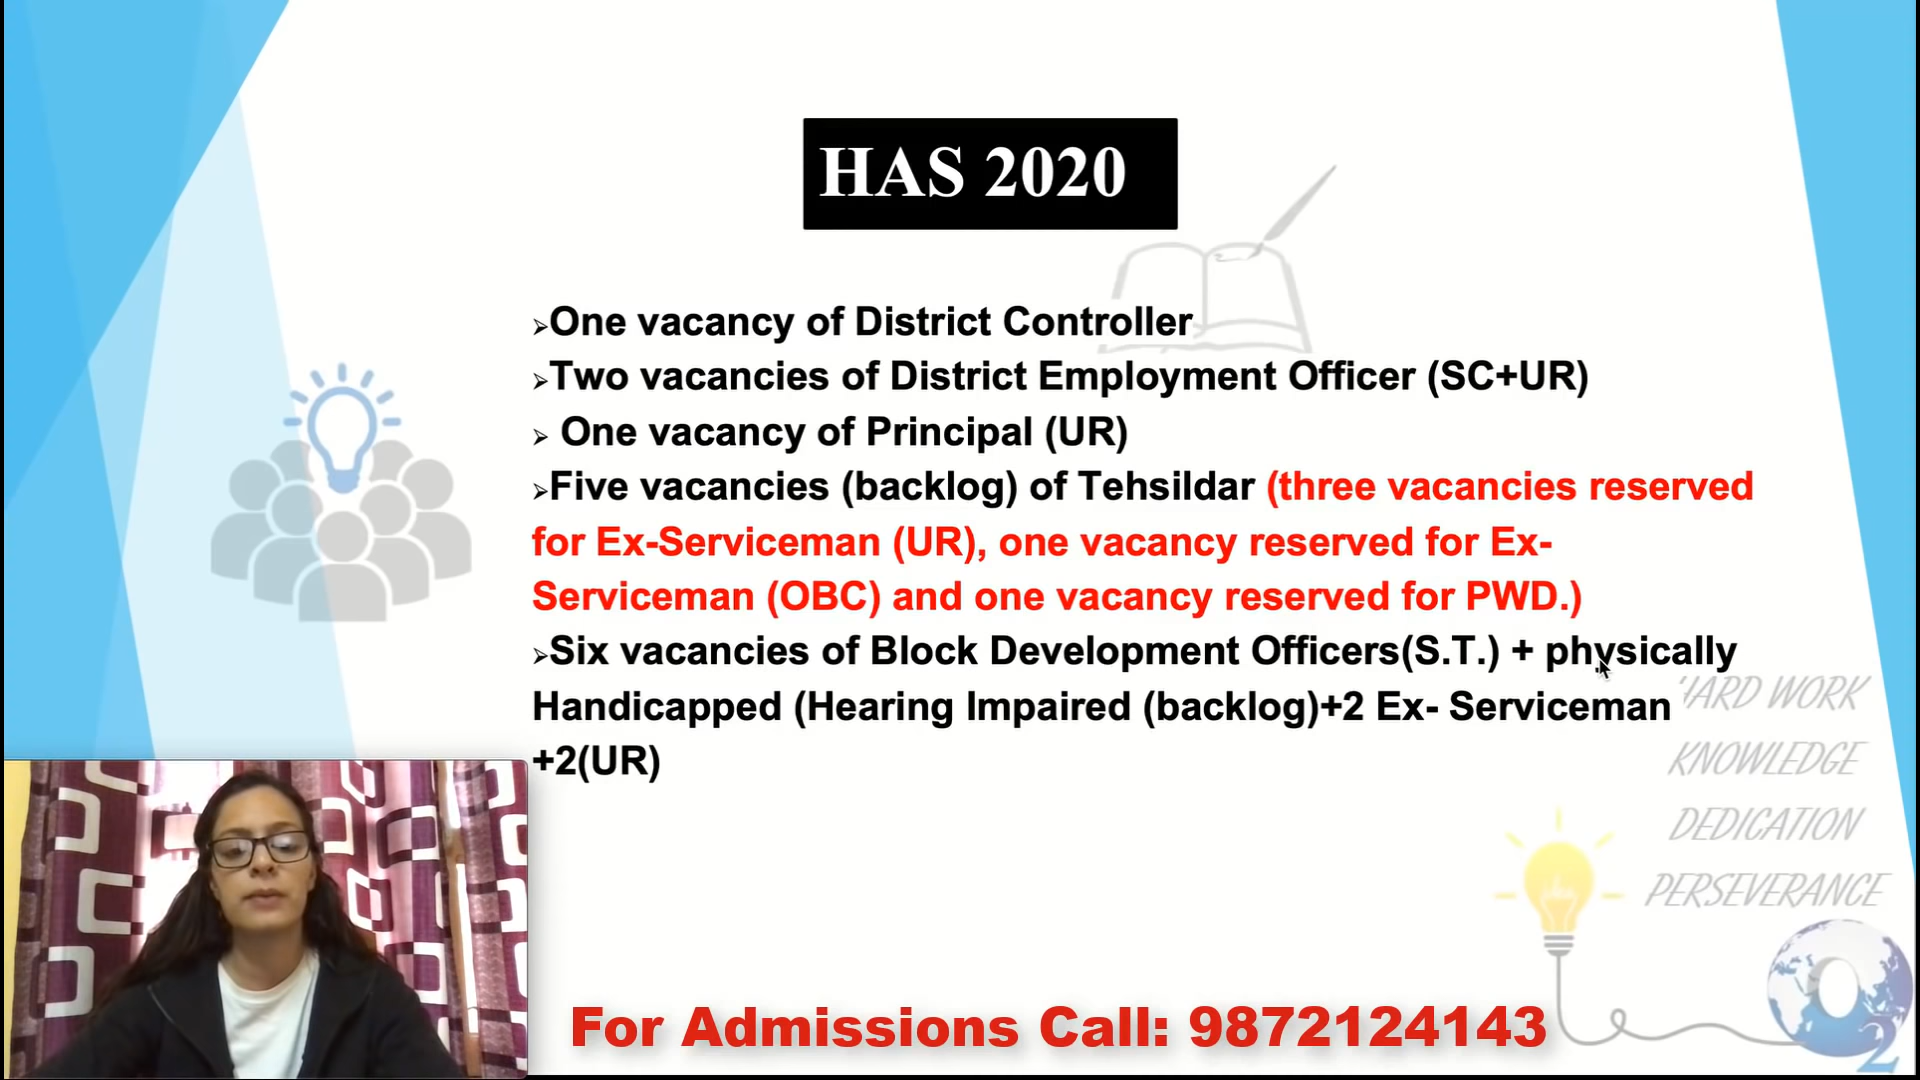 HAS 2020
➢One vacancy of District Controller
➢Two vacancies of District Employment Officer (SC+UR)
➢ One vacancy of Principal (UR)
➢Five vacancies (backlog) of Tehsildar (three vacancies reserved
for Ex-Serviceman (UR), one vacancy reserved for Ex-
Serviceman (OBC) and one vacancy reserved for PWD.)
➢Six vacancies of Block Development Officers(S.T.) + physically
Handicapped (Hearing Impaired (backlog)+2 Ex- Serviceman
+2(UR)
HARD WORK
KNOWLEDGE
DEDICATION
PERSEVERANCE
O2
For Admissions Call: 9872124143